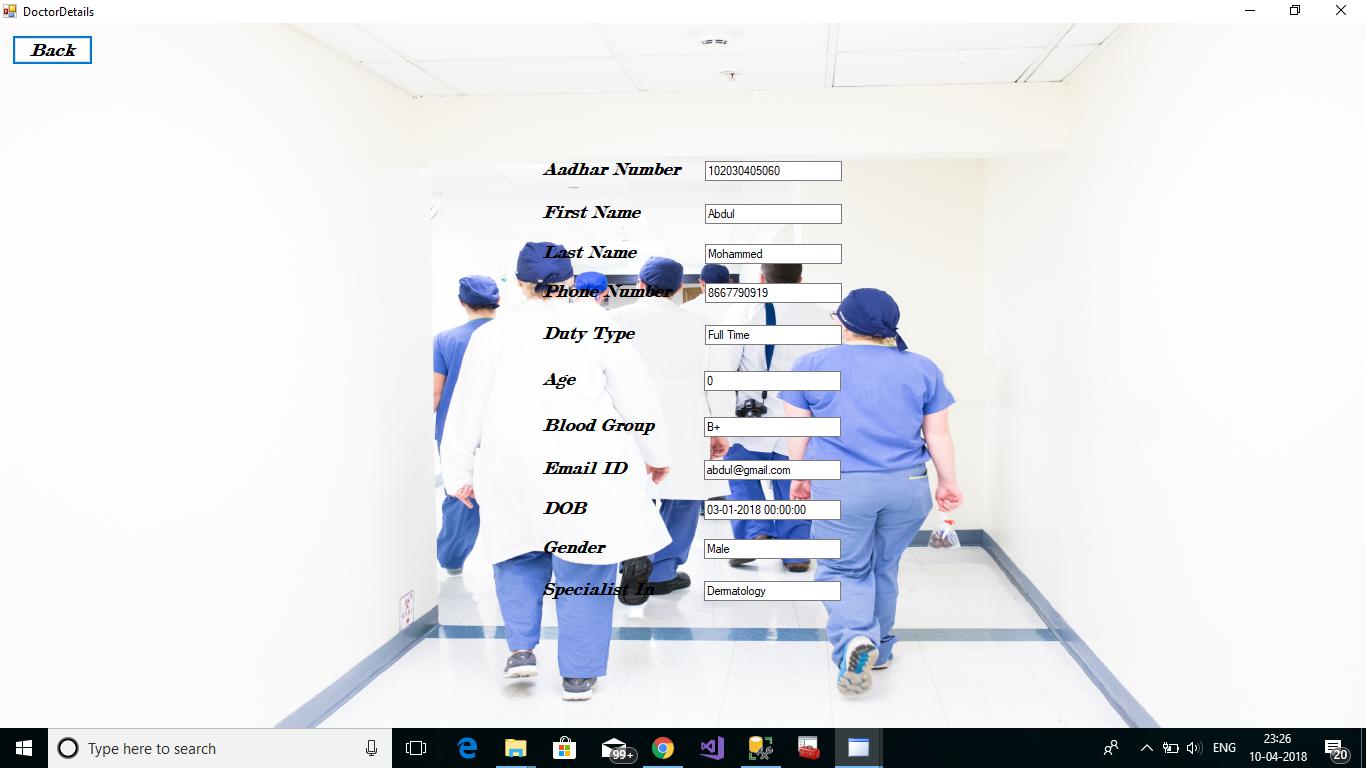 DoctorDetails
Back
Aadhar Number 102030405060
First Name Abdul
Last Name Mohammed
Phone Number 8667790919
Duty Type Full Time
Age 0
Blood Group B+
Email ID abdul@gmail.com
DOB 03-01-2018 00:00:00
Gender Male
Specialist In Dermatology
Type here to search
99+
ENG
23:26
10-04-2018
20